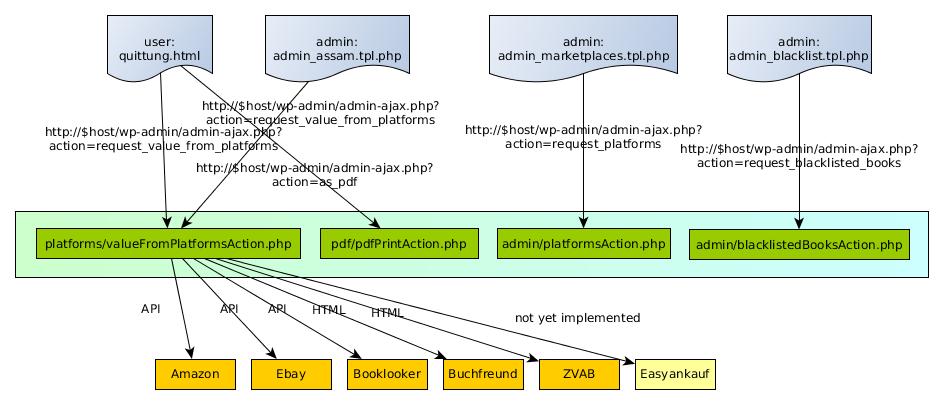 user:
quittung.html
admin:
admin_assam.tpl.php
admin:
admin_marketplaces.tpl.php
admin:
admin_blacklist.tpl.php
http://$host/wp-admin/admin-ajax.php?
action=request_value_from_platforms
http://$host/wp-admin/admin-ajax.php?
action=request_value_from_platforms
http://$host/wp-admin/admin-ajax.php?
action=as_pdf
http://$host/wp-admin/admin-ajax.php?
action=request_platforms
http://$host/wp-admin/admin-ajax.php?
action=request_blacklisted_books
platforms/valueFromPlatformsAction.php
pdf/pdfPrintAction.php
admin/platformsAction.php
admin/blacklistedBooksAction.php
API
API
API
HTML
HTML
not yet implemented
Amazon
Ebay
Booklooker
Buchfreund
ZVAB
Easyankauf